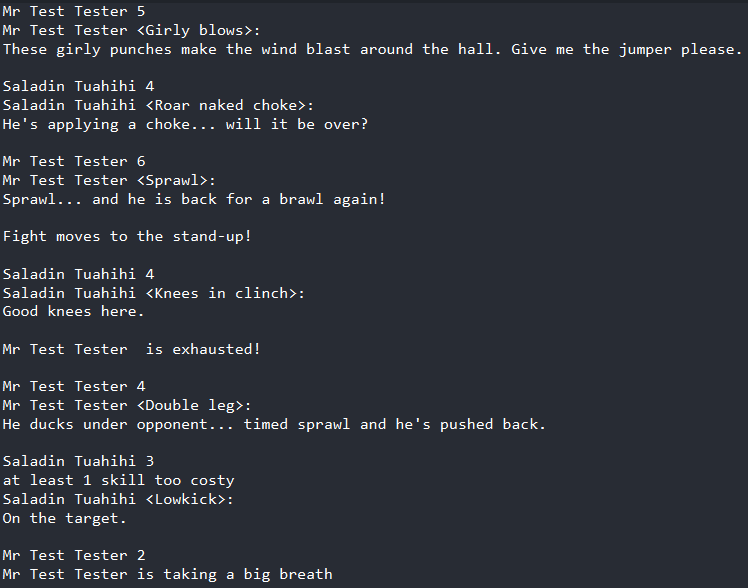 Mr Test Tester 5
Mr Test Tester <Girly blows>:
These girly punches make the wind blast around the hall. Give me the jumper please.
Saladin Tuahihi 4
Saladin Tuahihi <Roar naked choke>:
He's applying a choke... will it be over?
Mr Test Tester 6
Mr Test Tester <Sprawl>:
Sprawl... and he is back for a brawl again!
Fight moves to the stand-up!
Saladin Tuahihi 4
Saladin Tuahihi <Knees in clinch>:
Good knees here.
Mr Test Tester  is exhausted!
Mr Test Tester 4
Mr Test Tester <Double leg>:
He ducks under opponent... timed sprawl and he's pushed back.
Saladin Tuahihi 3
at least 1 skill too costy
Saladin Tuahihi <Lowkick>:
On the target.
Mr Test Tester 2
Mr Test Tester is taking a big breath